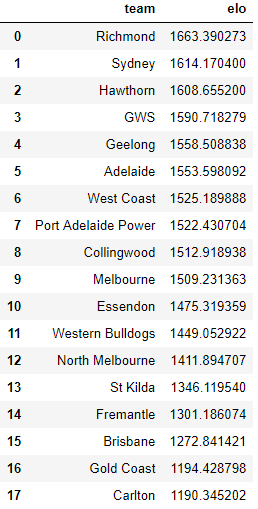 team elo
0 Richmond 1663.390273
1 Sydney 1614.170400
2 Hawthorn 1608.655200
3 GWS 1590.718279
4 Geelong 1558.508838
5 Adelaide 1553.598092
6 West Coast 1525.189888
7 Port Adelaide Power 1522.430704
8 Collingwood 1512.918938
9 Melbourne 1509.231363
10 Essendon 1475.319359
11 Western Bulldogs 1449.052922
12 North Melbourne 1411.894707
13 St Kilda 1346.119540
14 Fremantle 1301.186074
15 Brisbane 1272.841421
16 Gold Coast 1194.428798
17 Carlton 1190.345202